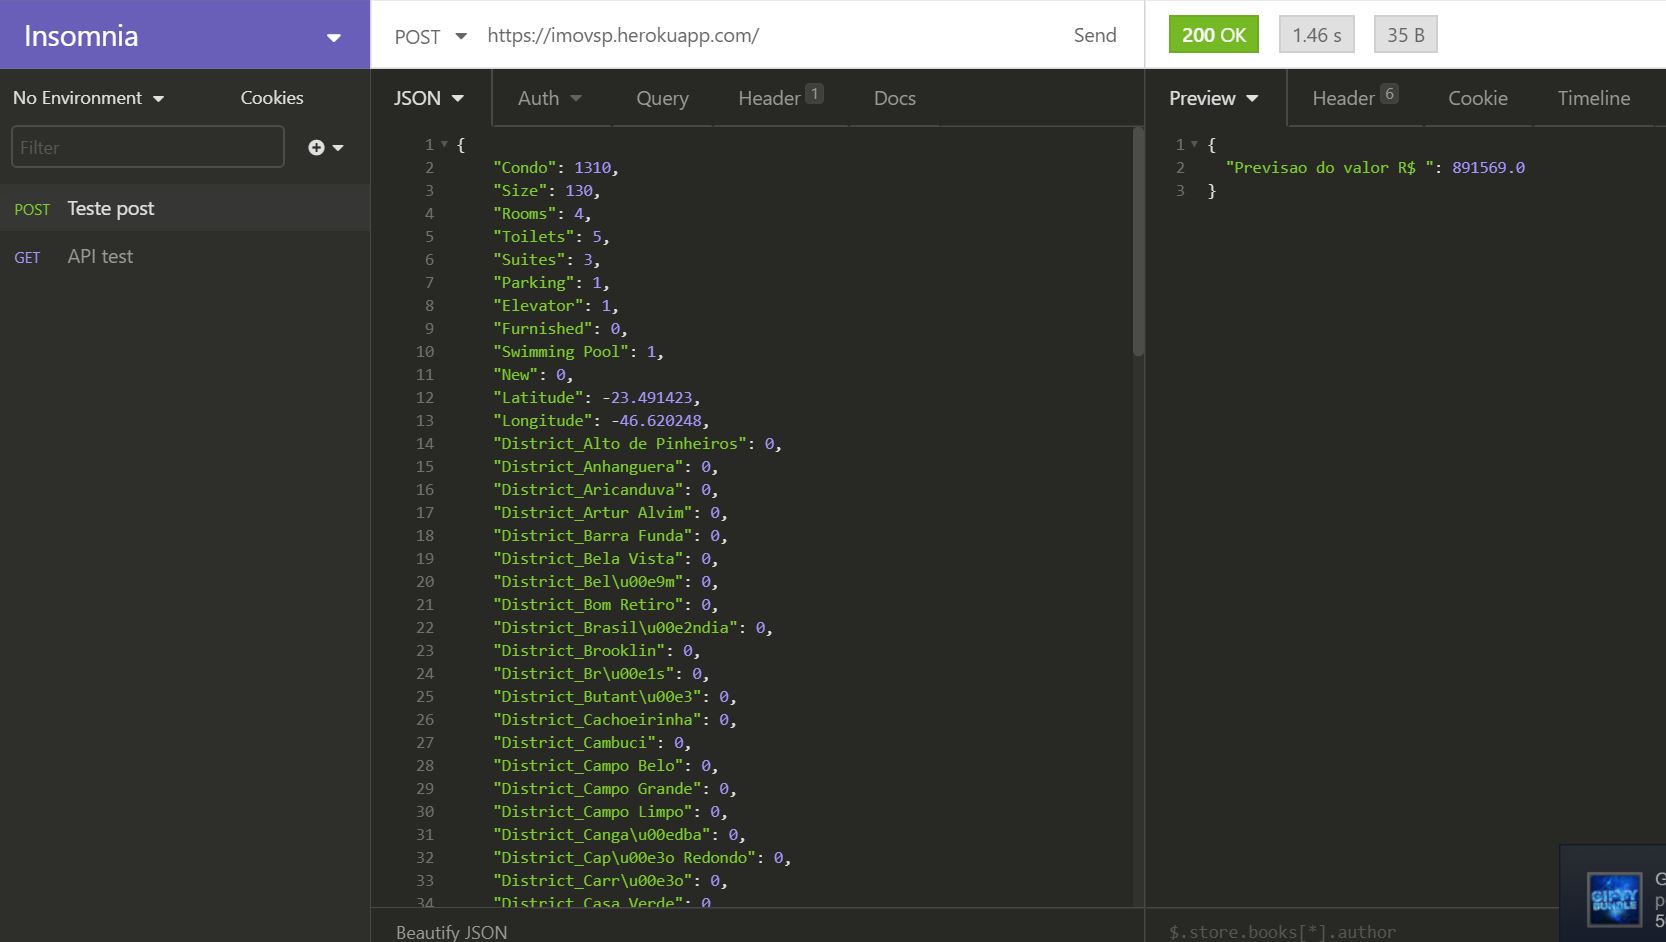 Insomnia
POST https://imovsp.herokuapp.com/ Send
200 OK 1.46 s 35 B
No Environment Cookies
JSON Auth Query Header 1 Docs
Preview Header 6 Cookie Timeline
Filter
POST Teste post
GET API test
1 {
2 "Condo": 1310,
3 "Size": 130,
4 "Rooms": 4,
5 "Toilets": 5,
6 "Suites": 3,
7 "Parking": 1,
8 "Elevator": 1,
9 "Furnished": 0,
10 "Swimming Pool": 1,
11 "New": 0,
12 "Latitude": -23.491423,
13 "Longitude": -46.620248,
14 "District_Alto de Pinheiros": 0,
15 "District_Anhanguera": 0,
16 "District_Aricanduva": 0,
17 "District_Artur Alvim": 0,
18 "District_Barra Funda": 0,
19 "District_Bela Vista": 0,
20 "District_Bel\u00e9m": 0,
21 "District_Bom Retiro": 0,
22 "District_Brasil\u00e2ndia": 0,
23 "District_Brooklin": 0,
24 "District_Br\u00e1s": 0,
25 "District_Butant\u00e3": 0,
26 "District_Cachoeirinha": 0,
27 "District_Cambuci": 0,
28 "District_Campo Belo": 0,
29 "District_Campo Grande": 0,
30 "District_Campo Limpo": 0,
31 "District_Canga\u00edba": 0,
32 "District_Cap\u00e3o Redondo": 0,
33 "District_Carr\u00e3o": 0,
34 "District_Casa Verde": 0
Beautify JSON
1 {
2 "Previsao do valor R$ ": 891569.0
3 }
$.store.books[*].author
GIFTY
BUNDLE
G
p
5